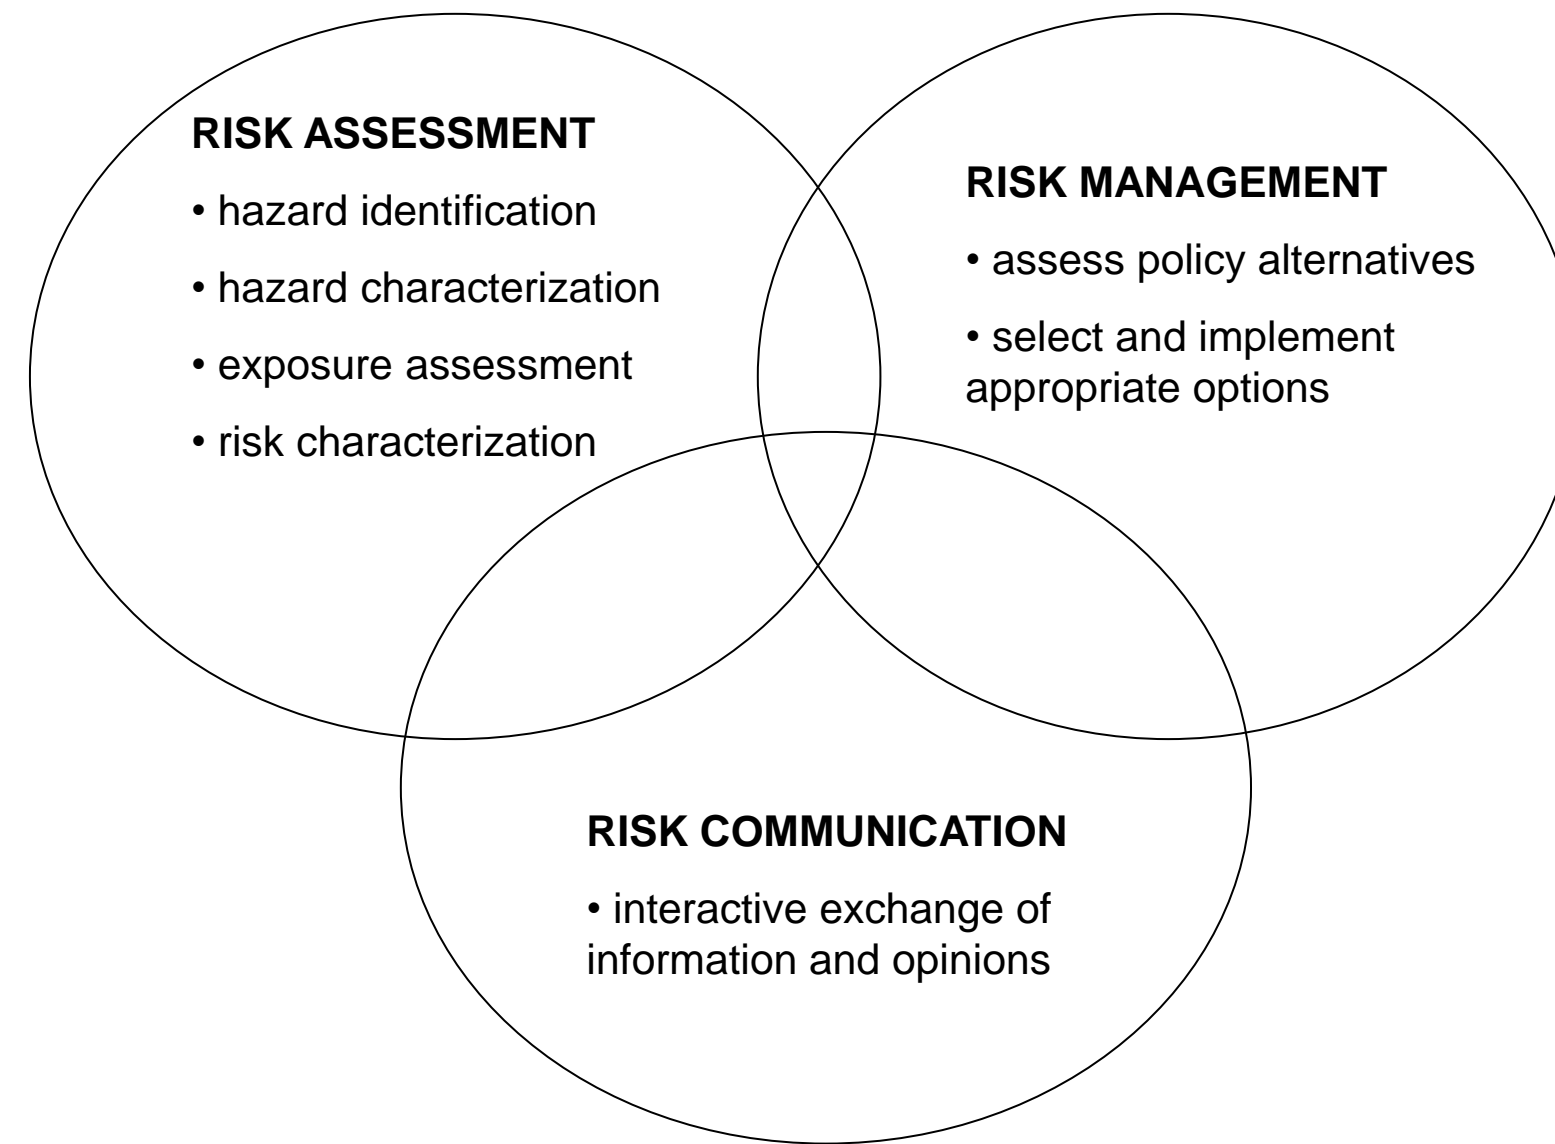 RISK ASSESSMENT
• hazard identification
• hazard characterization
• exposure assessment
• risk characterization
RISK MANAGEMENT
• assess policy alternatives
• select and implement
appropriate options
RISK COMMUNICATION
• interactive exchange of
information and opinions